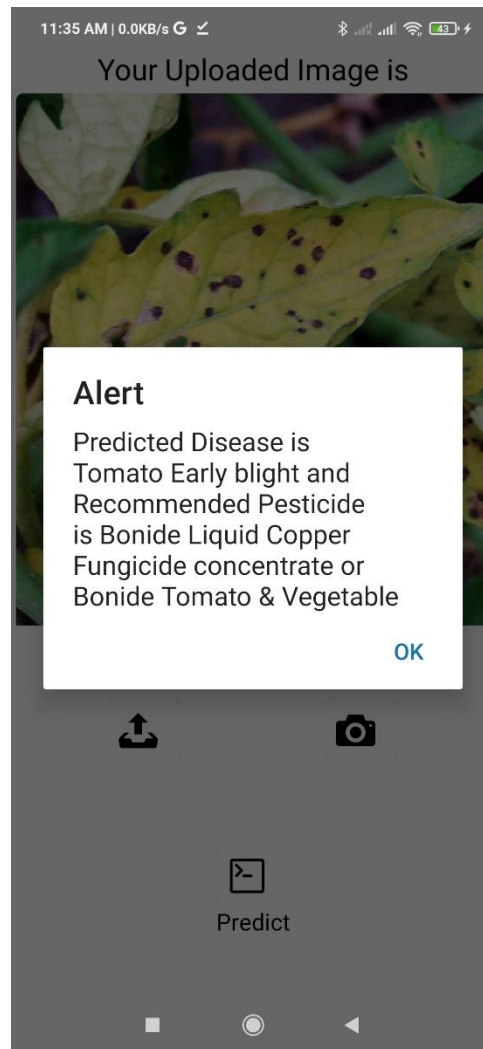 11:35 AM | 0.0KB/s G
43
Your Uploaded Image is
Alert
Predicted Disease is
Tomato Early blight and
Recommended Pesticide
is Bonide Liquid Copper
Fungicide concentrate or
Bonide Tomato & Vegetable
OK
Predict